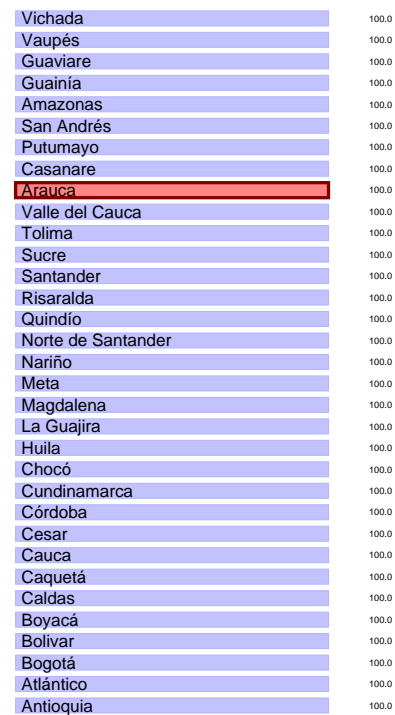 Vichada 100.0
Vaupés 100.0
Guaviare 100.0
Guainía 100.0
Amazonas 100.0
San Andrés 100.0
Putumayo 100.0
Casanare 100.0
Arauca 100.0
Valle del Cauca 100.0
Tolima 100.0
Sucre 100.0
Santander 100.0
Risaralda 100.0
Quindío 100.0
Norte de Santander 100.0
Nariño 100.0
Meta 100.0
Magdalena 100.0
La Guajira 100.0
Huila 100.0
Chocó 100.0
Cundinamarca 100.0
Córdoba 100.0
Cesar 100.0
Cauca 100.0
Caquetá 100.0
Caldas 100.0
Boyacá 100.0
Bolivar 100.0
Bogotá 100.0
Atlántico 100.0
Antioquia 100.0